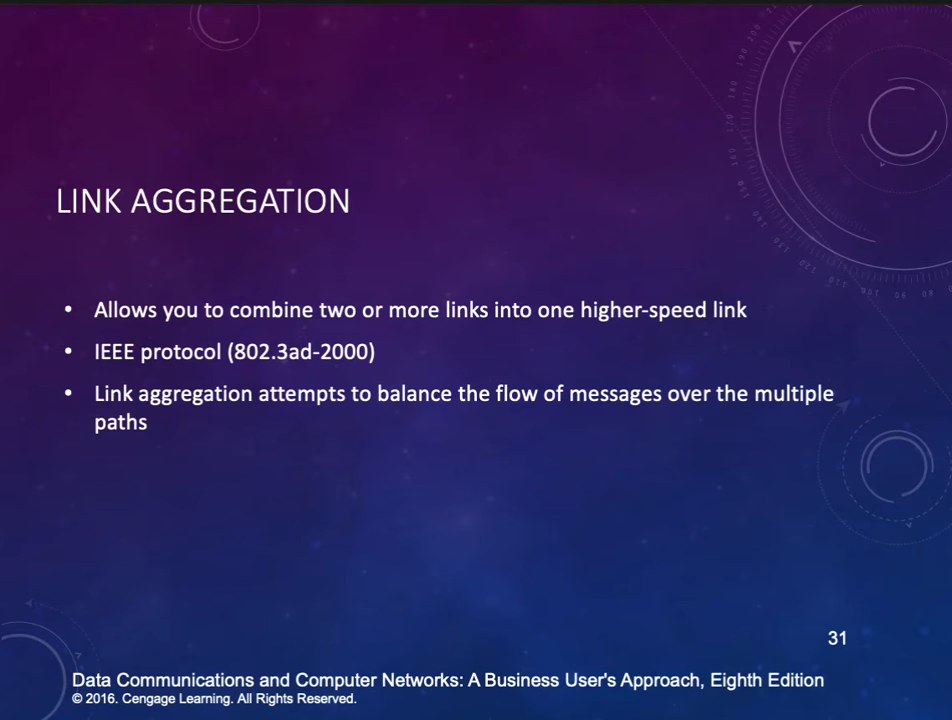 LINK AGGREGATION
• Allows you to combine two or more links into one higher-speed link
• IEEE protocol (802.3ad-2000)
• Link aggregation attempts to balance the flow of messages over the multiple
paths
31
Data Communications and Computer Networks: A Business User's Approach, Eighth Edition
© 2016. Cengage Learning. All Rights Reserved.